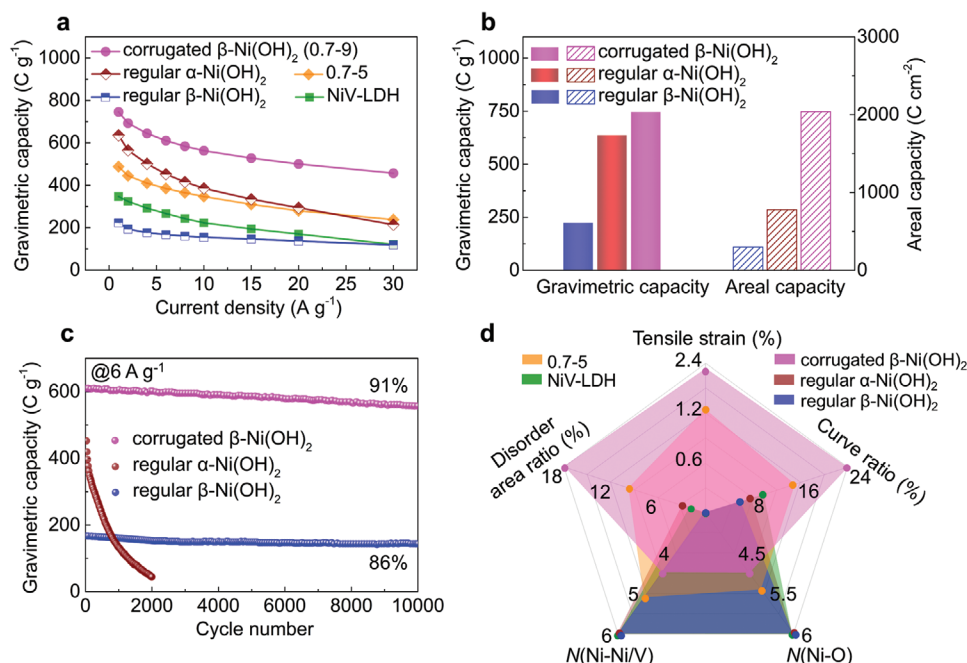 a
Gravimetric capacity (C g⁻¹)
1000
800
600
400
200
0
corrugated β-Ni(OH)₂ (0.7-9)
regular α-Ni(OH)₂
0.7-5
regular β-Ni(OH)₂
NiV-LDH
0 5 10 15 20 25 30
Current density (A g⁻¹)
b
Gravimetric capacity (C g⁻¹)
1000
750
500
250
0
corrugated β-Ni(OH)₂
regular α-Ni(OH)₂
regular β-Ni(OH)₂
3000
2000
1000
0
Areal capacity (C cm⁻²)
Gravimetric capacity Areal capacity
c
Gravimetric capacity (C g⁻¹)
600
400
200
0
@6 A g⁻¹
91%
corrugated β-Ni(OH)₂
regular α-Ni(OH)₂
regular β-Ni(OH)₂
86%
0 2000 4000 6000 8000 10000
Cycle number
d
0.7-5
NiV-LDH
Tensile strain (%)
corrugated β-Ni(OH)₂
regular α-Ni(OH)₂
regular β-Ni(OH)₂
2.4
1.2
0.6
Disorder
area ratio (%)
18
12
6
Curve ratio (%)
24
16
8
4
5
6
N(Ni-Ni/V)
4.5
5.5
6
N(Ni-O)